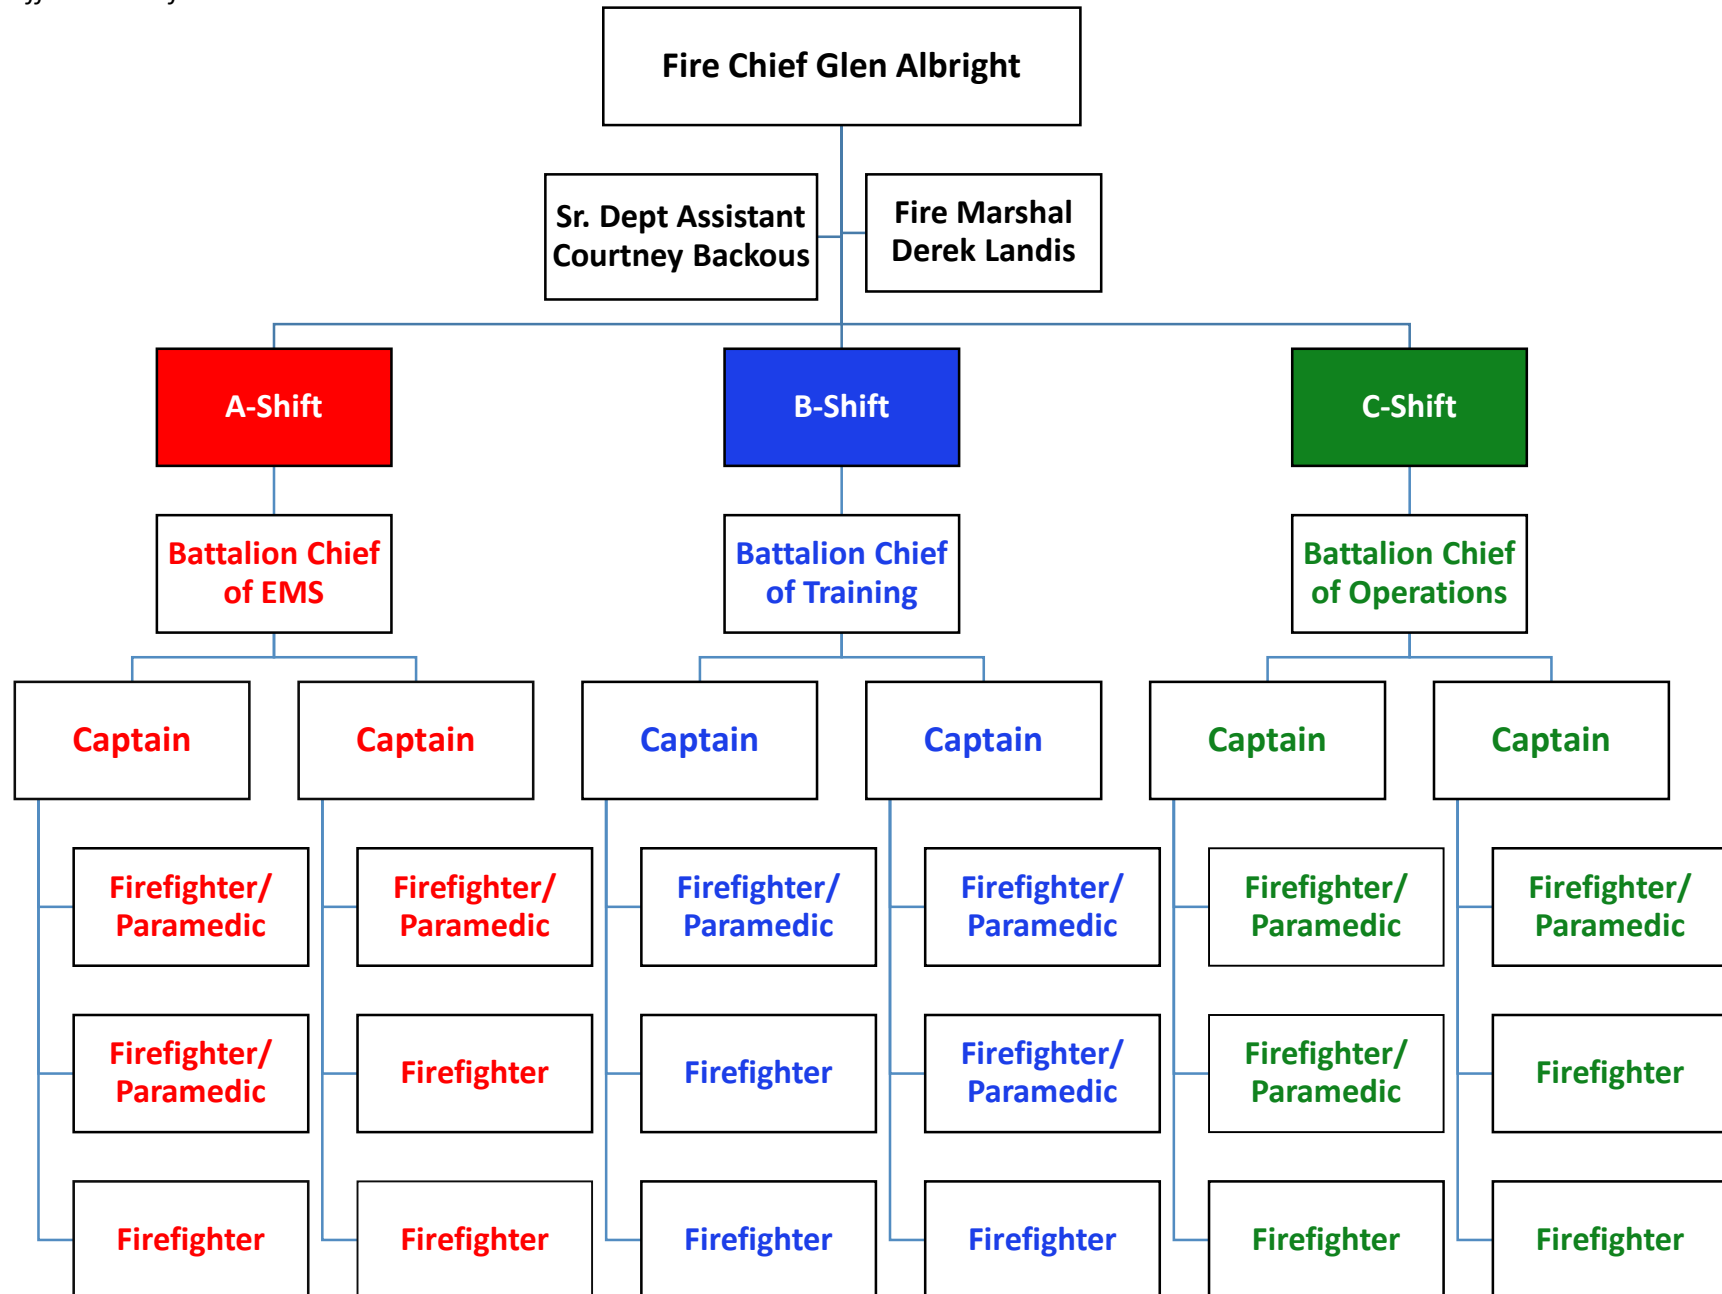 Fire Chief Glen Albright
Sr. Dept Assistant
Courtney Backous
Fire Marshal
Derek Landis
A-Shift
B-Shift
C-Shift
Battalion Chief
of EMS
Battalion Chief
of Training
Battalion Chief
of Operations
Captain
Captain
Captain
Captain
Captain
Captain
Firefighter/
Paramedic
Firefighter/
Paramedic
Firefighter/
Paramedic
Firefighter/
Paramedic
Firefighter/
Paramedic
Firefighter/
Paramedic
Firefighter/
Paramedic
Firefighter
Firefighter
Firefighter/
Paramedic
Firefighter/
Paramedic
Firefighter
Firefighter
Firefighter
Firefighter
Firefighter
Firefighter
Firefighter